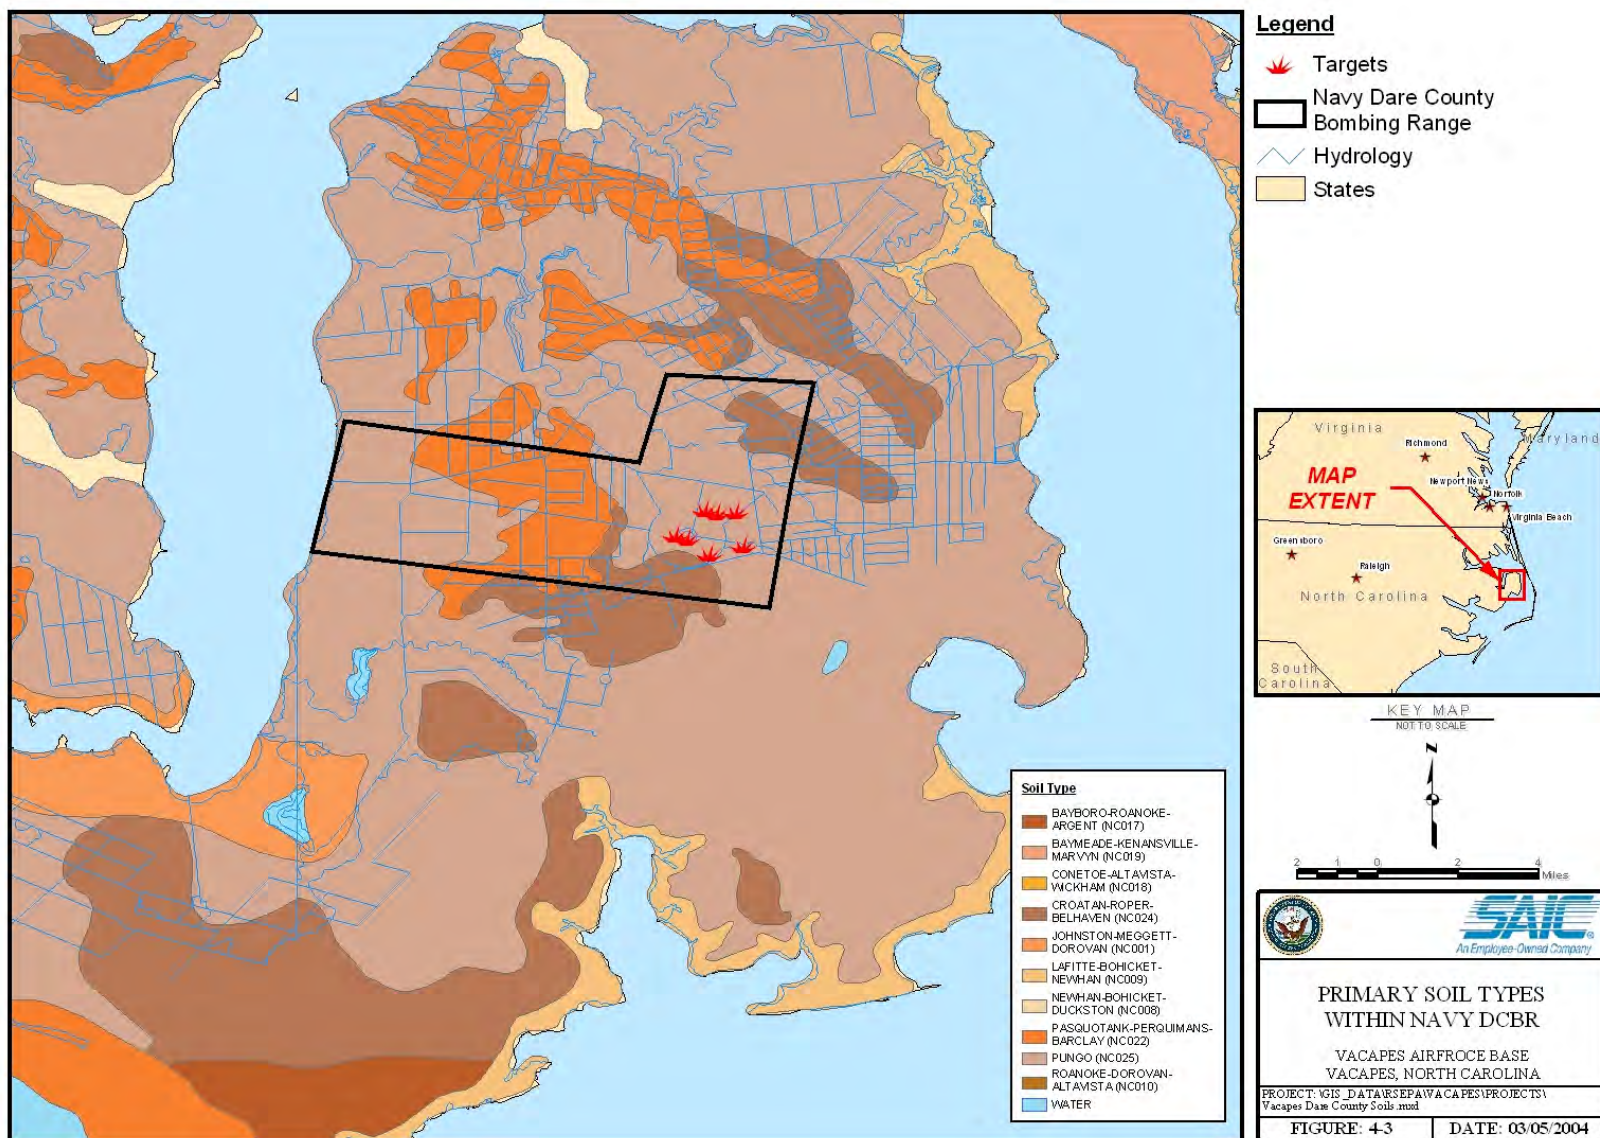 Legend
Targets
Navy Dare County
Bombing Range
Hydrology
States
Virginia
Maryland
Richmond
MAP
EXTENT
Newport News
Norfolk
Virginia Beach
Greensboro
Raleigh
North Carolina
South
Carolina
KEY MAP
NOT TO SCALE
N
2 1 0 2 4
Miles
Soil Type
BAYBORO-ROANOKE-
ARGENT (NC017)
BAYMEADE-KENANSVILLE-
MARVYN (NC019)
CONETOE-ALTAVISTA-
WICKHAM (NC018)
CROATAN-ROPER-
BELHAVEN (NC024)
JOHNSTON-MEGGETT-
DOROVAN (NC001)
LAFITTE-BOHICKET-
NEWHAN (NC009)
NEWHAN-BOHICKET-
DUCKSTON (NC008)
PASQUOTANK-PERQUIMANS-
BARCLAY (NC022)
PUNGO (NC025)
ROANOKE-DOROVAN-
ALTAVISTA (NC010)
WATER
SAIC
An Employee-Owned Company
PRIMARY SOIL TYPES
WITHIN NAVY DCBR
VACAPES AIRFROCE BASE
VACAPES, NORTH CAROLINA
PROJECT: \GIS_DATA\RSEPA\VACAPES\PROJECTS\
Vacapes Dare County Soils.mxd
FIGURE: 4-3
DATE: 03/05/2004